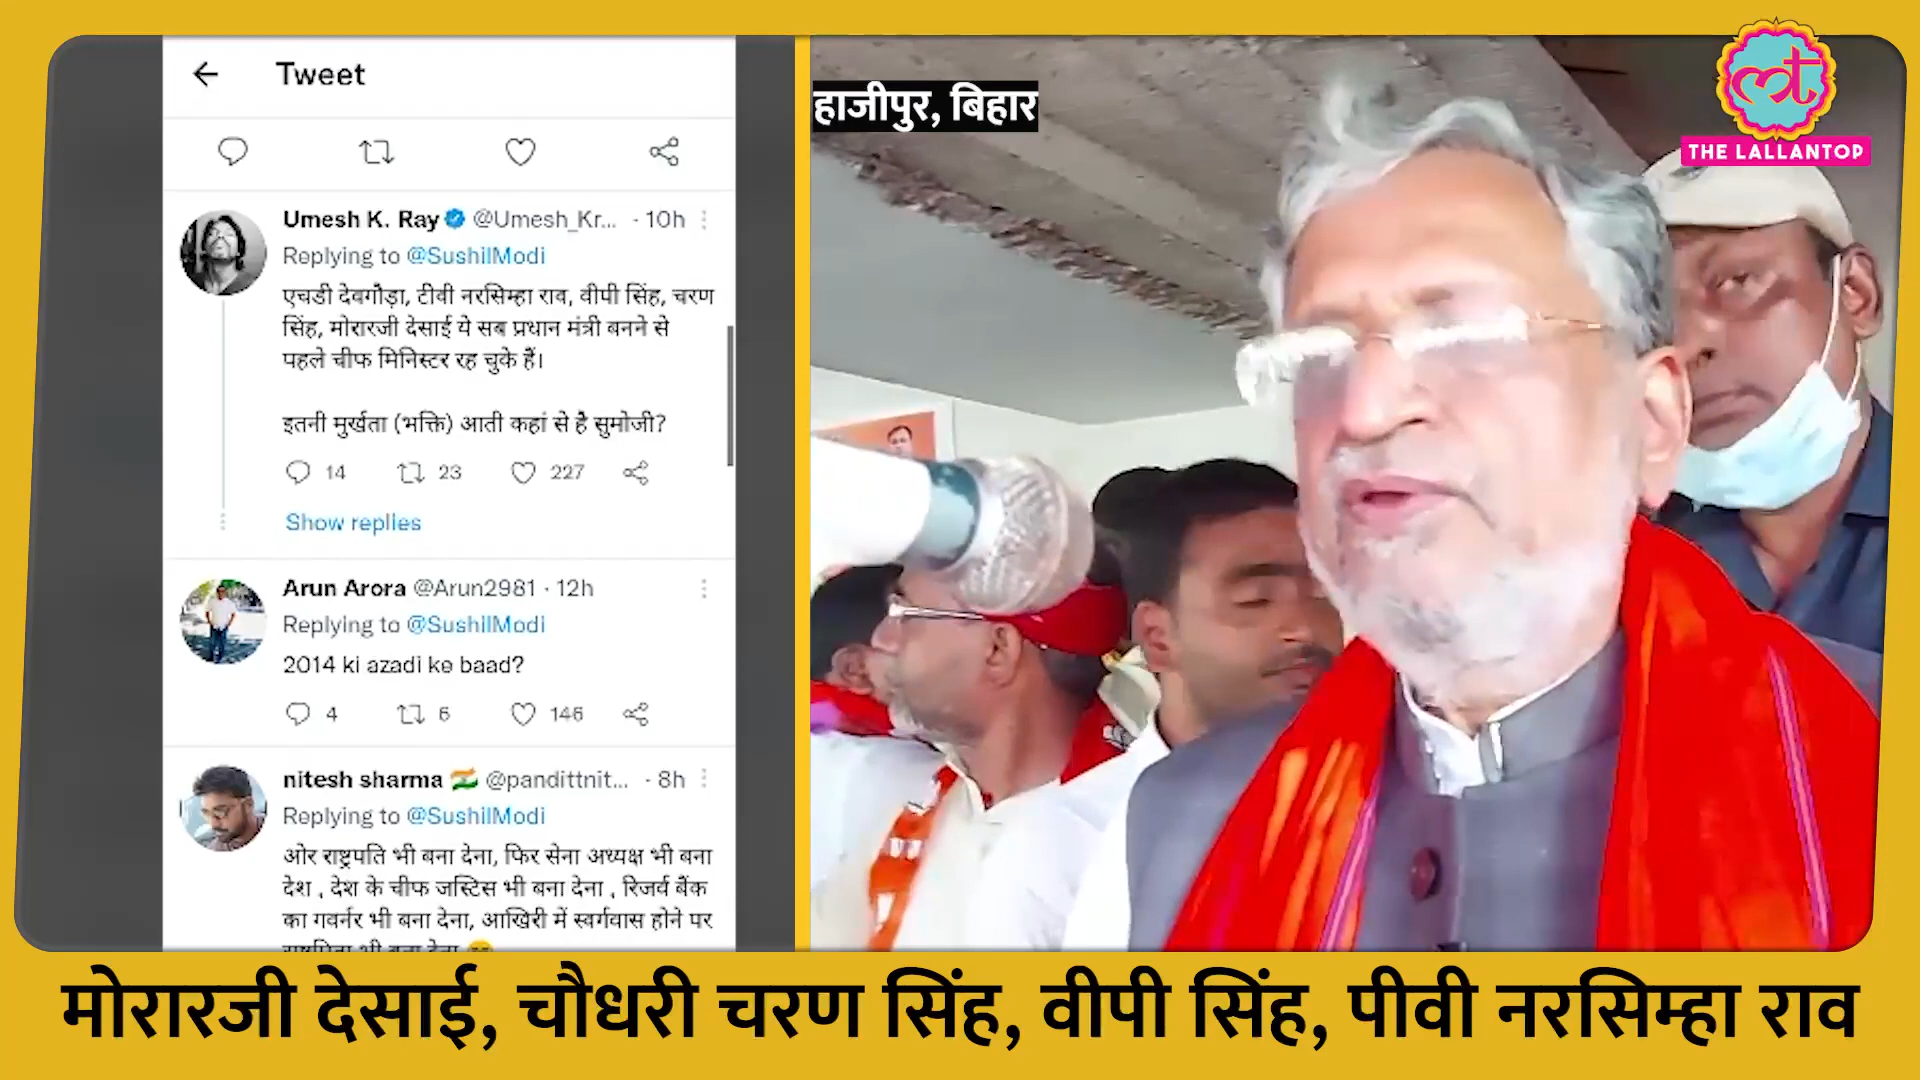 Tweet
Umesh K. Ray @Umesh_Kr... · 10h
Replying to @SushilModi
एचडी देवगौड़ा, टीवी नरसिम्हा राव, वीपी सिंह, चरण
सिंह, मोरारजी देसाई ये सब प्रधान मंत्री बनने से
पहले चीफ मिनिस्टर रह चुके हैं।
इतनी मुर्खता (भक्ति) आती कहां से है सुमोजी?
14 23 227
Show replies
Arun Arora @Arun2981 · 12h
Replying to @SushilModi
2014 ki azadi ke baad?
4 6 146
nitesh sharma @pandittnit... · 8h
Replying to @SushilModi
ओर राष्ट्रपति भी बना देना, फिर सेना अध्यक्ष भी बना
देश , देश के चीफ जस्टिस भी बना देना , रिजर्व बैंक
का गवर्नर भी बना देना, आखिरी में स्वर्गवास होने पर
हाजीपुर, बिहार
THE LALLANTOP
मोरारजी देसाई, चौधरी चरण सिंह, वीपी सिंह, पीवी नरसिम्हा राव